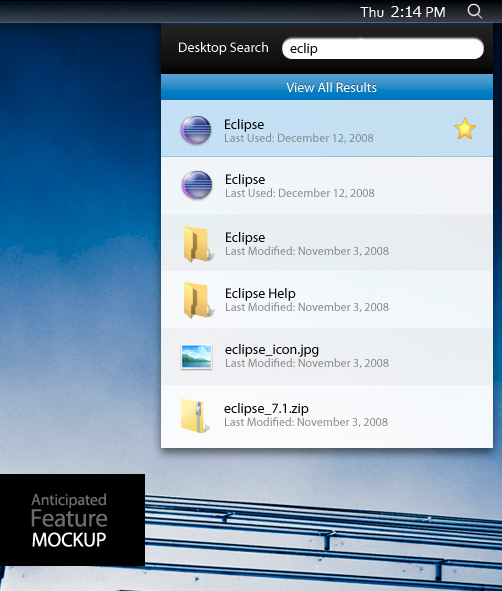 Thu 2:14 PM
Desktop Search eclip
View All Results
Eclipse
Last Used: December 12, 2008
Eclipse
Last Used: December 12, 2008
Eclipse
Last Modified: November 3, 2008
Eclipse Help
Last Modified: November 3, 2008
eclipse_icon.jpg
Last Modified: November 3, 2008
eclipse_7.1.zip
Last Modified: November 3, 2008
Anticipated
Feature
MOCKUP